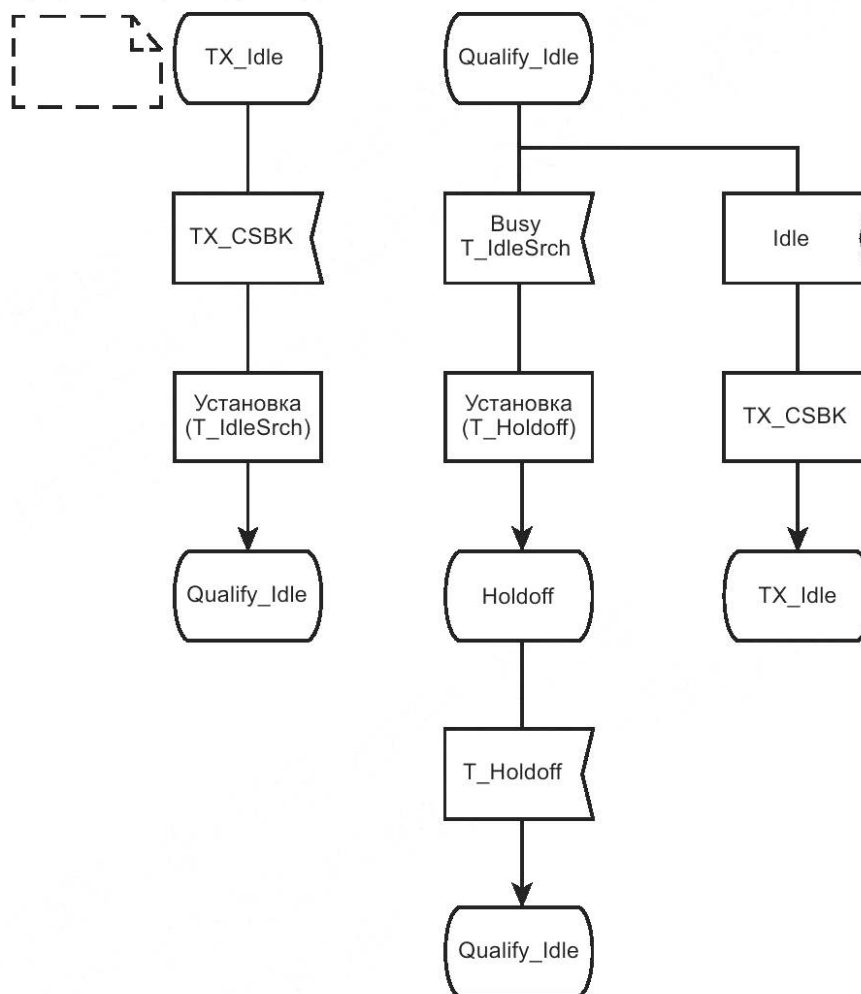 TX_Idle
TX_CSBK
Установка
(T_IdleSrch)
Qualify_Idle
Qualify_Idle
Busy
T_IdleSrch
Установка
(T_Holdoff)
Holdoff
T_Holdoff
Qualify_Idle
Idle
TX_CSBK
TX_Idle